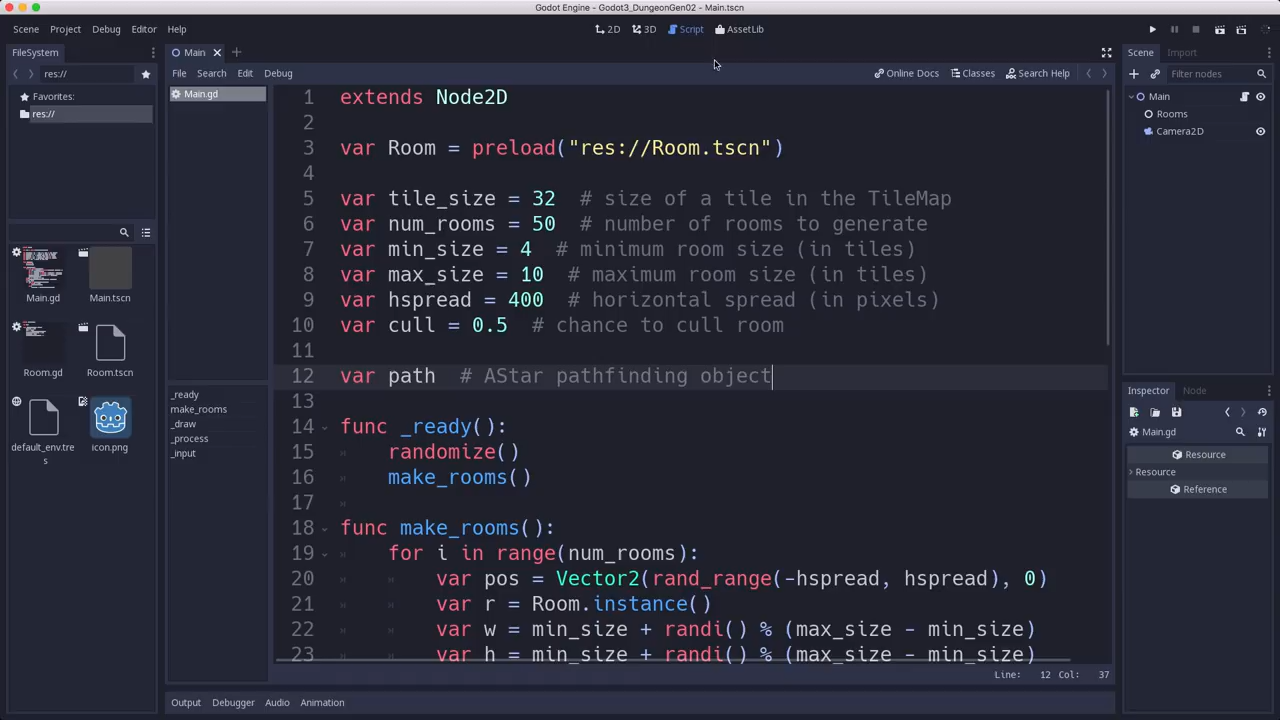 Godot Engine - Godot3_DungeonGen02 - Main.tscn
Scene Project Debug Editor Help
2D 3D Script AssetLib
FileSystem
res://
Favorites:
res://
Main.gd
Main.tscn
Room.gd
Room.tscn
default_env.tre
s
icon.png
Main
File Search Edit Debug
Online Docs Classes Search Help
Main.gd
_ready
make_rooms
_draw
_process
_input
1 extends Node2D
2
3 var Room = preload("res://Room.tscn")
4
5 var tile_size = 32  # size of a tile in the TileMap
6 var num_rooms = 50  # number of rooms to generate
7 var min_size = 4  # minimum room size (in tiles)
8 var max_size = 10  # maximum room size (in tiles)
9 var hspread = 400  # horizontal spread (in pixels)
10 var cull = 0.5  # chance to cull room
11
12 var path  # AStar pathfinding object
13
14 func _ready():
15 randomize()
16 make_rooms()
17
18 func make_rooms():
19 for i in range(num_rooms):
20 var pos = Vector2(rand_range(-hspread, hspread), 0)
21 var r = Room.instance()
22 var w = min_size + randi() % (max_size - min_size)
23 var h = min_size + randi() % (max_size - min_size)
Line: 12 Col: 37
Output Debugger Audio Animation
Scene Import
Filter nodes
Main
Rooms
Camera2D
Inspector Node
Main.gd
Resource
Resource
Reference